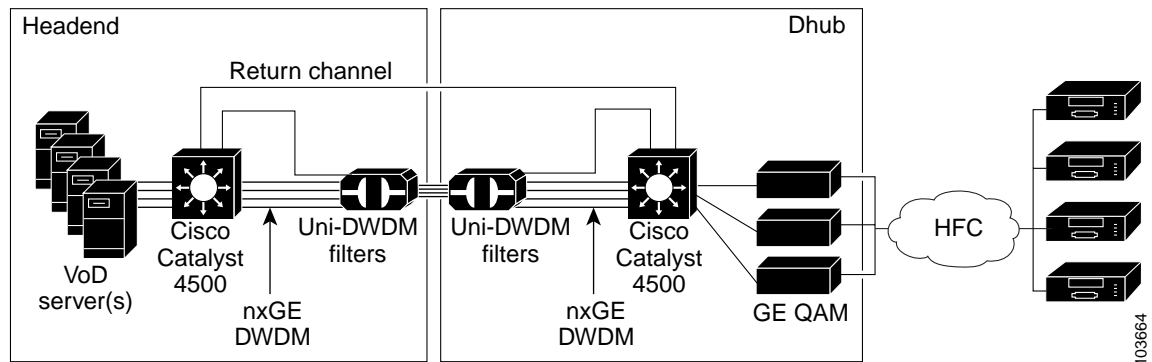 Headend
Dhub
Return channel
VoD
server(s)
Cisco
Catalyst
4500
nxGE
DWDM
Uni-DWDM
filters
Uni-DWDM
filters
nxGE
DWDM
Cisco
Catalyst
4500
GE QAM
HFC
103664